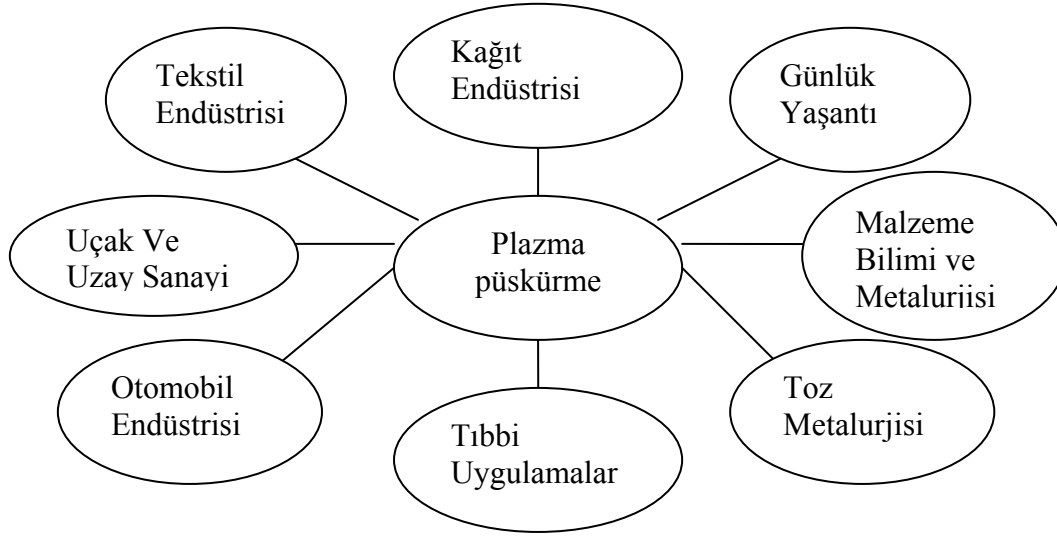 Tekstil
Endüstrisi
Kağıt
Endüstrisi
Günlük
Yaşantı
Uçak Ve
Uzay Sanayi
Plazma
püskürme
Malzeme
Bilimi ve
Metalurjisi
Otomobil
Endüstrisi
Tıbbi
Uygulamalar
Toz
Metalurjisi